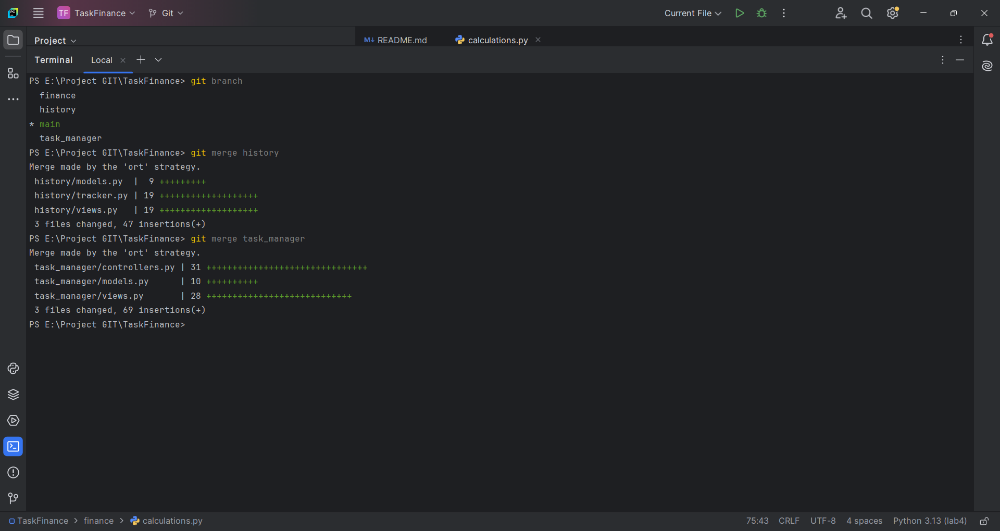 PC
TF TaskFinance Git Current File
Project M↓ README.md calculations.py
Terminal Local
PS E:\Project GIT\TaskFinance> git branch
  finance
  history
* main
  task_manager
PS E:\Project GIT\TaskFinance> git merge history
Merge made by the 'ort' strategy.
 history/models.py  |  9 +++++++++
 history/tracker.py | 19 +++++++++++++++++++
 history/views.py   | 19 +++++++++++++++++++
 3 files changed, 47 insertions(+)
PS E:\Project GIT\TaskFinance> git merge task_manager
Merge made by the 'ort' strategy.
 task_manager/controllers.py | 31 +++++++++++++++++++++++++++++++
 task_manager/models.py      | 10 ++++++++++
 task_manager/views.py       | 28 ++++++++++++++++++++++++++++
 3 files changed, 69 insertions(+)
PS E:\Project GIT\TaskFinance>
TaskFinance > finance > calculations.py 75:43 CRLF UTF-8 4 spaces Python 3.13 (lab4)